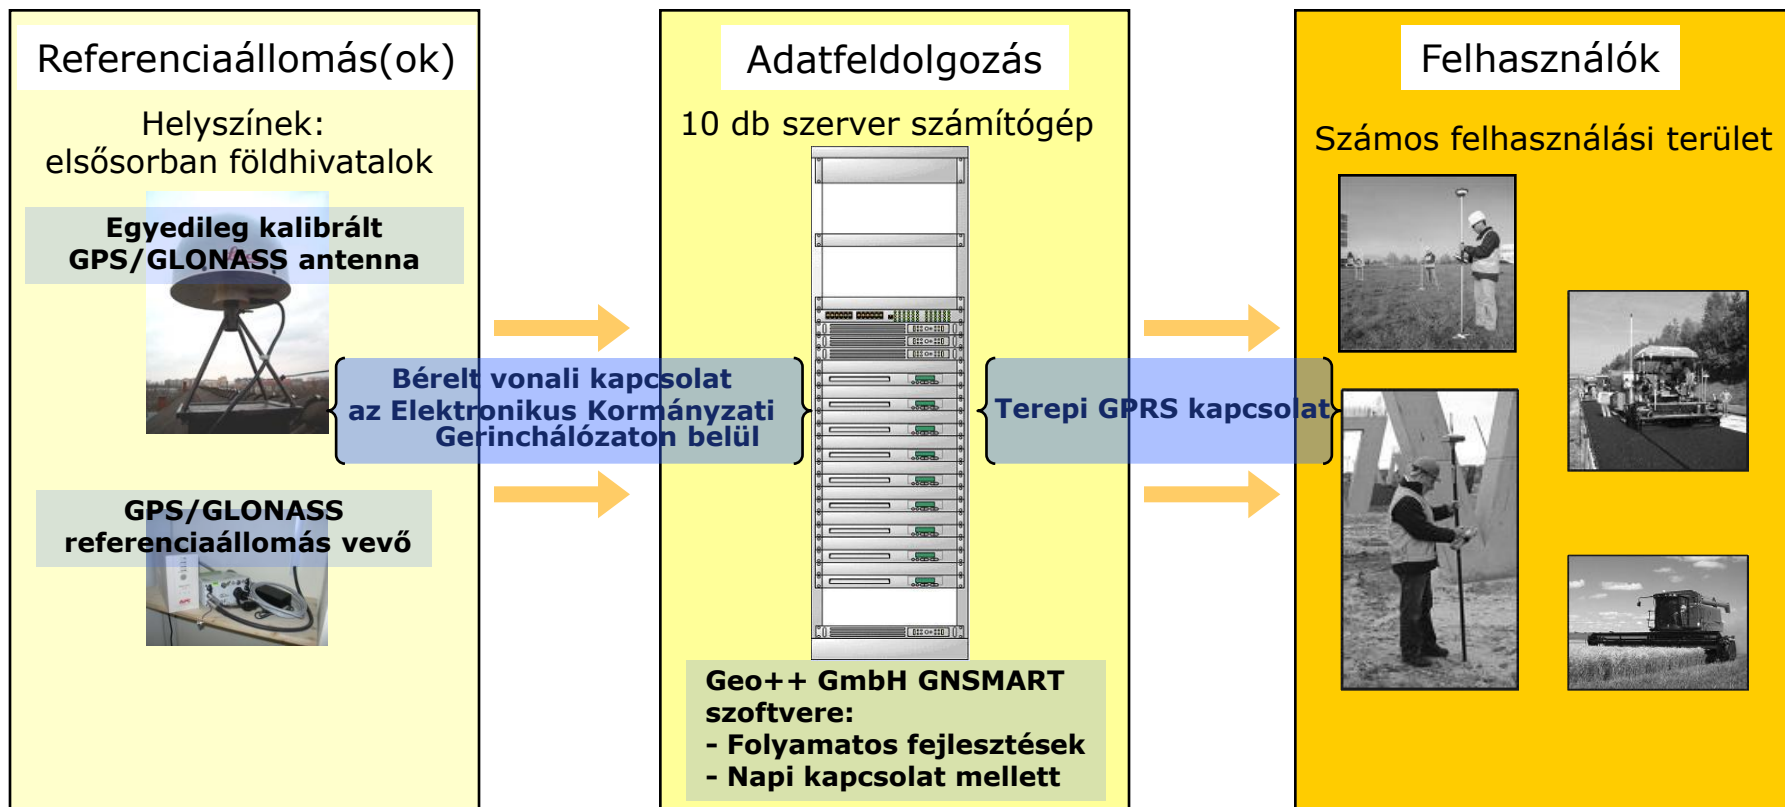 Referenciaállomás(ok)
Helyszínek:
elsősorban földhivatalok
Egyedileg kalibrált
GPS/GLONASS antenna
GPS/GLONASS
referenciaállomás vevő
Bérelt vonali kapcsolat
az Elektronikus Kormányzati
Gerinchálózaton belül
Adatfeldolgozás
10 db szerver számítógép
Geo++ GmbH GNSMART
szoftvere:
- Folyamatos fejlesztések
- Napi kapcsolat mellett
Terepi GPRS kapcsolat
Felhasználók
Számos felhasználási terület